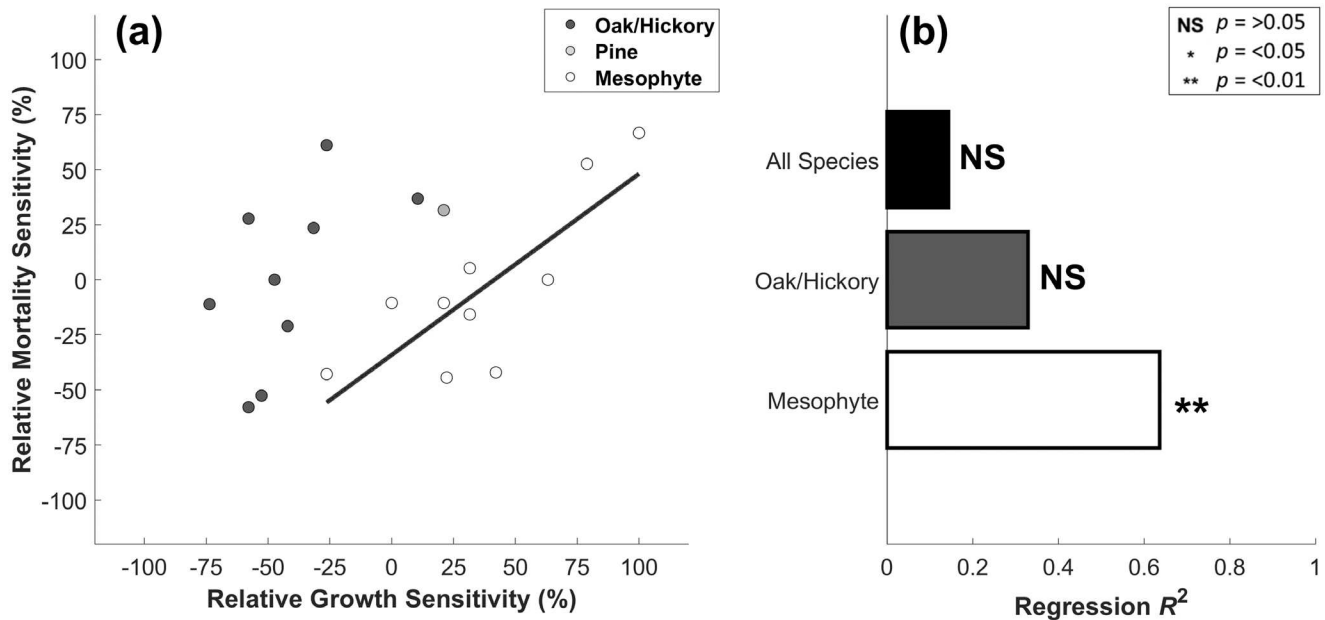 (a)
Oak/Hickory
Pine
Mesophyte
Relative Mortality Sensitivity (%)
100
75
50
25
0
-25
-50
-75
-100
-100 -75 -50 -25 0 25 50 75 100
Relative Growth Sensitivity (%)
(b)
NS p = >0.05
* p = <0.05
** p = <0.01
All Species NS
Oak/Hickory NS
Mesophyte **
0 0.2 0.4 0.6 0.8 1
Regression R²